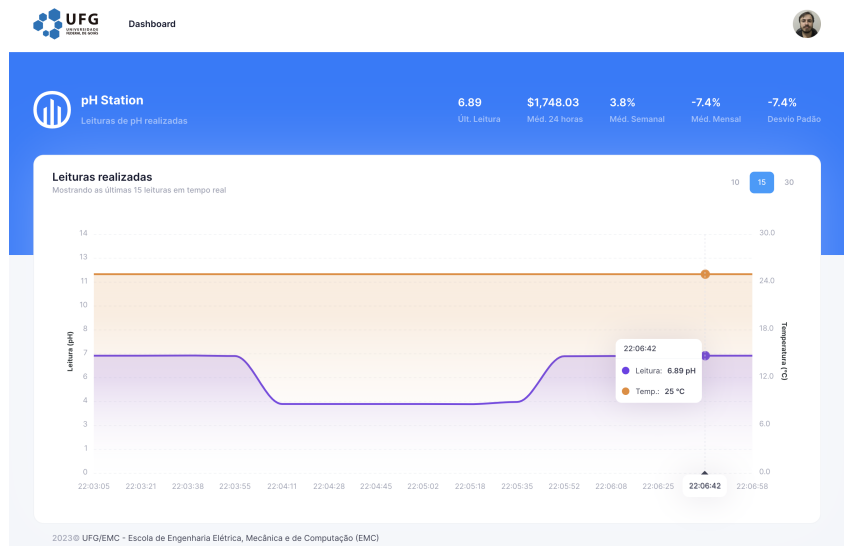 UFG
UNIVERSIDADE
FEDERAL DE GOIÁS
Dashboard
pH Station
Leituras de pH realizadas
6.89
Últ. Leitura
$1,748.03
Méd. 24 horas
3.8%
Méd. Semanal
-7.4%
Méd. Mensal
-7.4%
Desvio Padão
Leituras realizadas
Mostrando as últimas 15 leituras em tempo real
10 15 30
Leitura (pH)
14
13
11
10
8
7
6
4
3
1
0
30.0
24.0
18.0
12.0
6.0
0.0
Temperatura (°C)
22:06:42
Leitura: 6.89 pH
Temp.: 25 °C
22:03:05 22:03:21 22:03:38 22:03:55 22:04:11 22:04:28 22:04:45 22:05:02 22:05:18 22:05:35 22:05:52 22:06:08 22:06:25 22:06:42 22:06:58
2023© UFG/EMC - Escola de Engenharia Elétrica, Mecânica e de Computação (EMC)